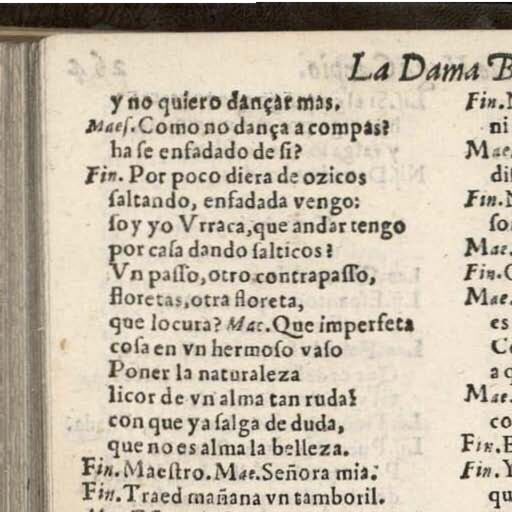 La Dama B
y no quiero dançar mas.
Maeſ. Como no dança a compas?
ha ſe enfadado de ſi?
Fin. Por poco diera de ozicos
ſaltando, enfadada vengo:
ſoy yo Vrraca, que andar tengo
por caſa dando ſalticos?
Vn paſſo, otro contrapaſſo,
floretas, otra floreta,
que locura? Mae. Que imperfeta
coſa en vn hermoſo vaſo
Poner la naturaleza
licor de vn alma tan ruda!
con que ya ſalga de duda,
que no es alma la belleza.
Fin. Maeſtro. Mae. Señora mia.
Fin. Traed mañana vn tamboril.
Fin.
ni
Mae
diſ
Fin.
ſo
Mae.
Fin.
Mae.
es
Co
a q
Mae.
co
Fin. E
Fin. Y
qu